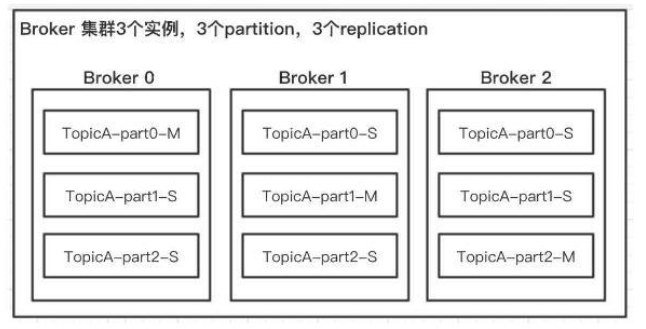 Broker 集群3个实例，3个partition，3个replication
Broker 0 Broker 1 Broker 2
TopicA-part0-M TopicA-part0-S TopicA-part0-S
TopicA-part1-S TopicA-part1-M TopicA-part1-S
TopicA-part2-S TopicA-part2-S TopicA-part2-M